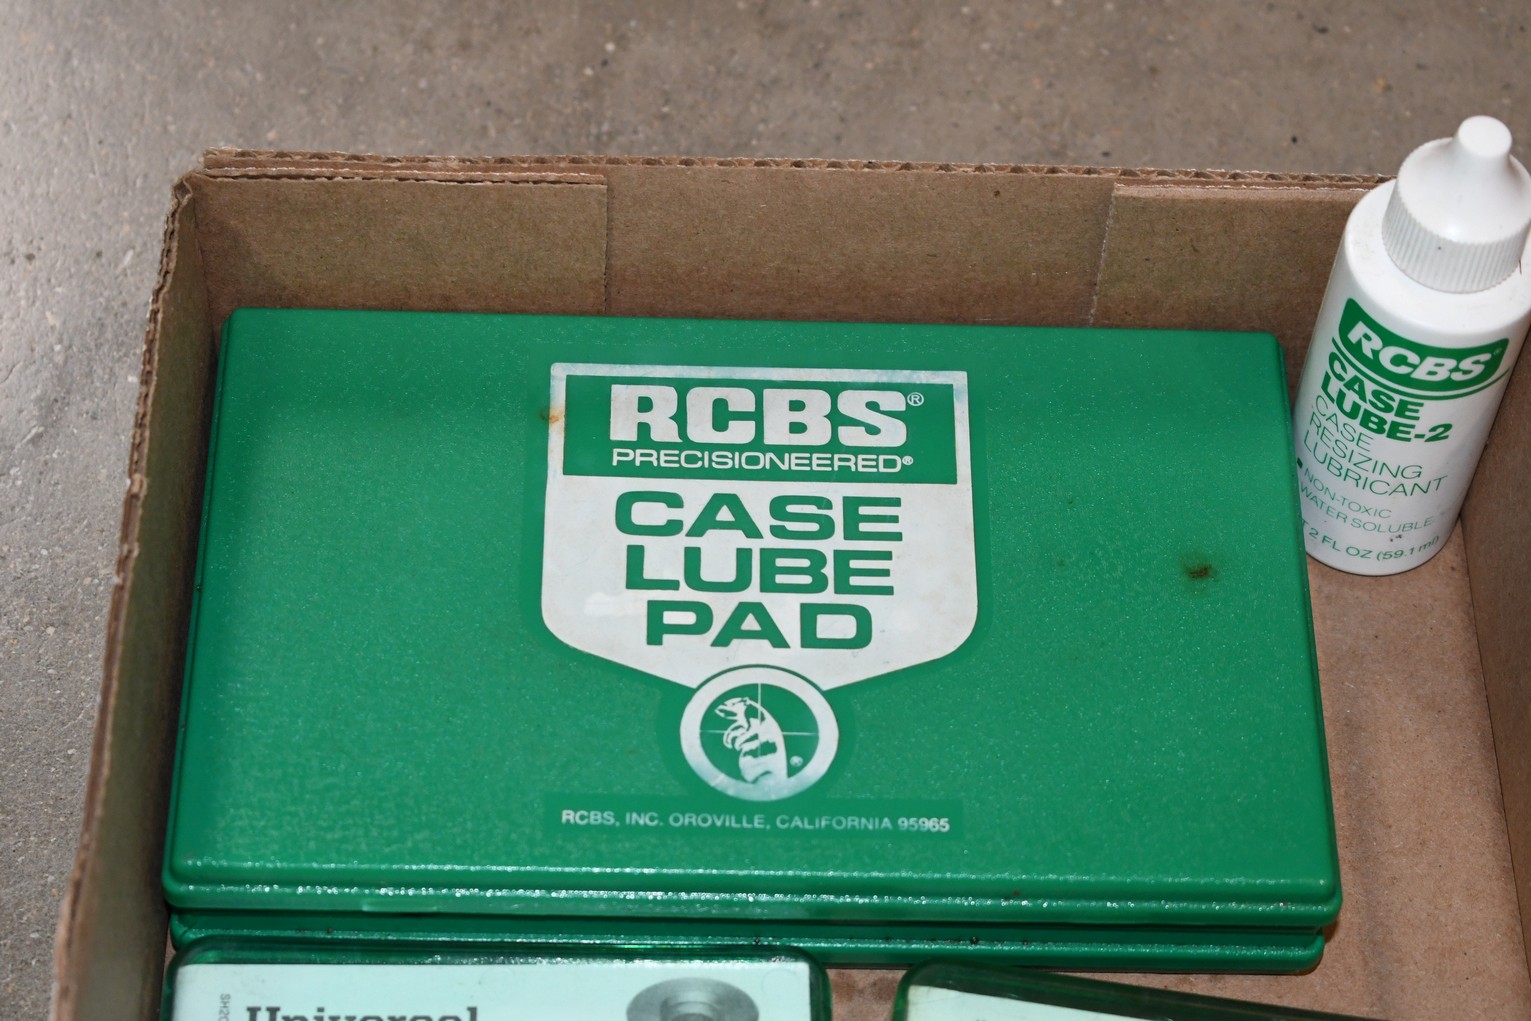 RCBS®
PRECISIONEERED®
CASE
LUBE
PAD
®
RCBS, INC. OROVILLE, CALIFORNIA 95965
RCBS®
CASE
LUBE-2
CASE
RESIZING
LUBRICANT
• NON-TOXIC
WATER SOLUBLE
2 FL OZ (59.1 ml)
Universal